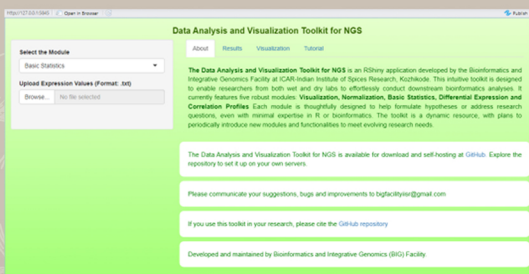 http://127.0.0.1:5945 Open in Browser Publish
Data Analysis and Visualization Toolkit for NGS
Select the Module
Basic Statistics
Upload Expression Values (Format: .txt)
Browse... No file selected
About Results Visualization Tutorial
The Data Analysis and Visualization Toolkit for NGS is an RShiny application developed by the Bioinformatics and
Integrative Genomics Facility at ICAR-Indian Institute of Spices Research, Kozhikode. This intuitive toolkit is designed
to enable researchers from both wet and dry labs to effortlessly conduct downstream bioinformatics analyses. It
currently features five robust modules: Visualization, Normalization, Basic Statistics, Differential Expression and
Correlation Profiles Each module is thoughtfully designed to help formulate hypotheses or address research
questions, even with minimal expertise in R or bioinformatics. The toolkit is a dynamic resource, with plans to
periodically introduce new modules and functionalities to meet evolving research needs.
The Data Analysis and Visualization Toolkit for NGS is available for download and self-hosting at GitHub. Explore the
repository to set it up on your own servers.
Please communicate your suggestions, bugs and improvements to bigfacilityiisr@gmail.com
If you use this toolkit in your research, please cite the GitHub repository
Developed and maintained by Bioinformatics and Integrative Genomics (BIG) Facility.